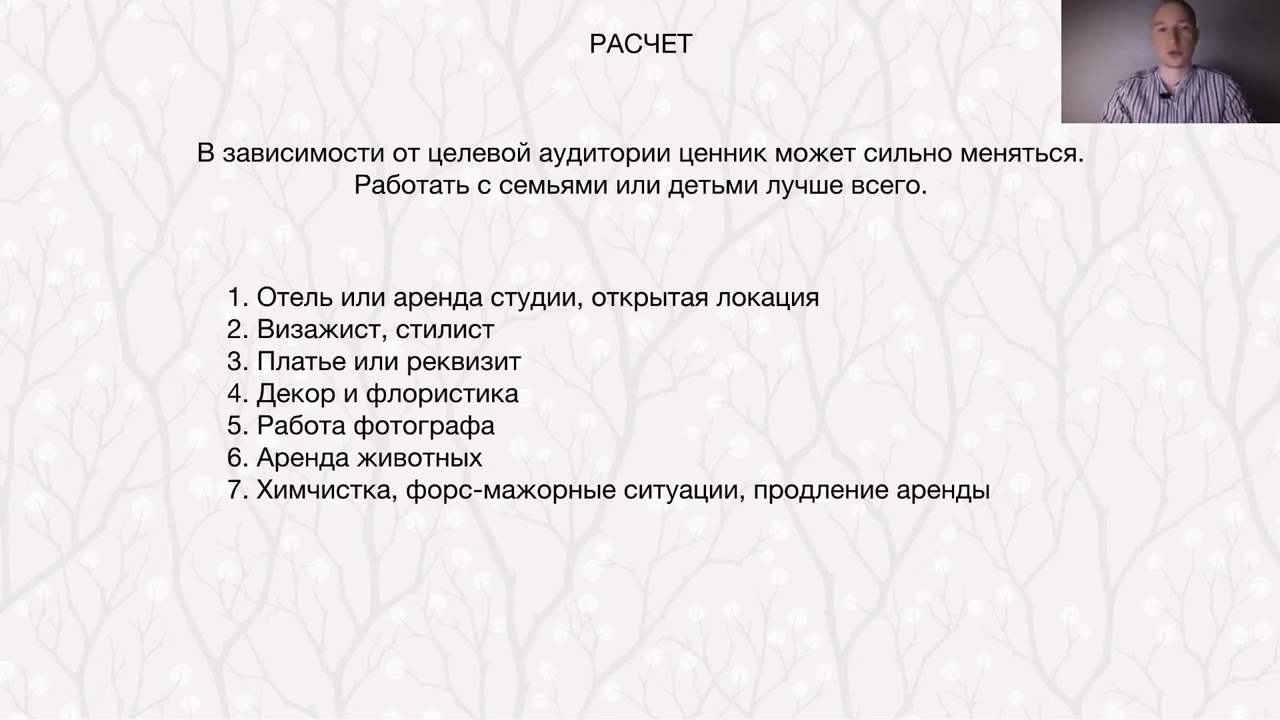 РАСЧЕТ
В зависимости от целевой аудитории ценник может сильно меняться.
Работать с семьями или детьми лучше всего.
1. Отель или аренда студии, открытая локация
2. Визажист, стилист
3. Платье или реквизит
4. Декор и флористика
5. Работа фотографа
6. Аренда животных
7. Химчистка, форс-мажорные ситуации, продление аренды